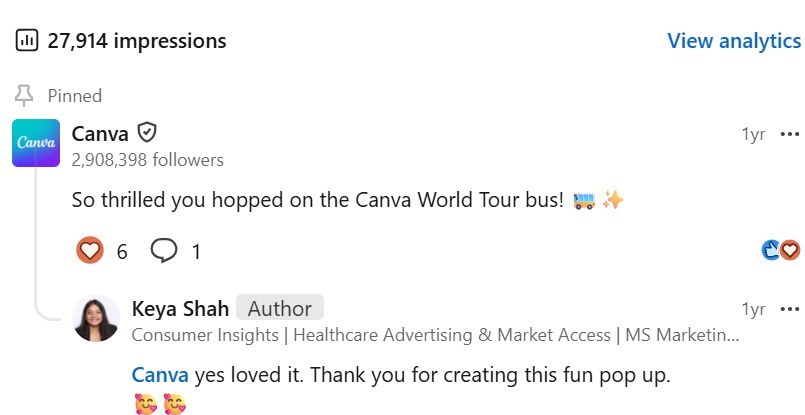 27,914 impressions
View analytics
Pinned
Canva
Canva
1yr
2,908,398 followers
So thrilled you hopped on the Canva World Tour bus! 🚌 ✨
6
1
Keya Shah Author
1yr
Consumer Insights | Healthcare Advertising & Market Access | MS Marketin...
Canva yes loved it. Thank you for creating this fun pop up.
🥰 🥰